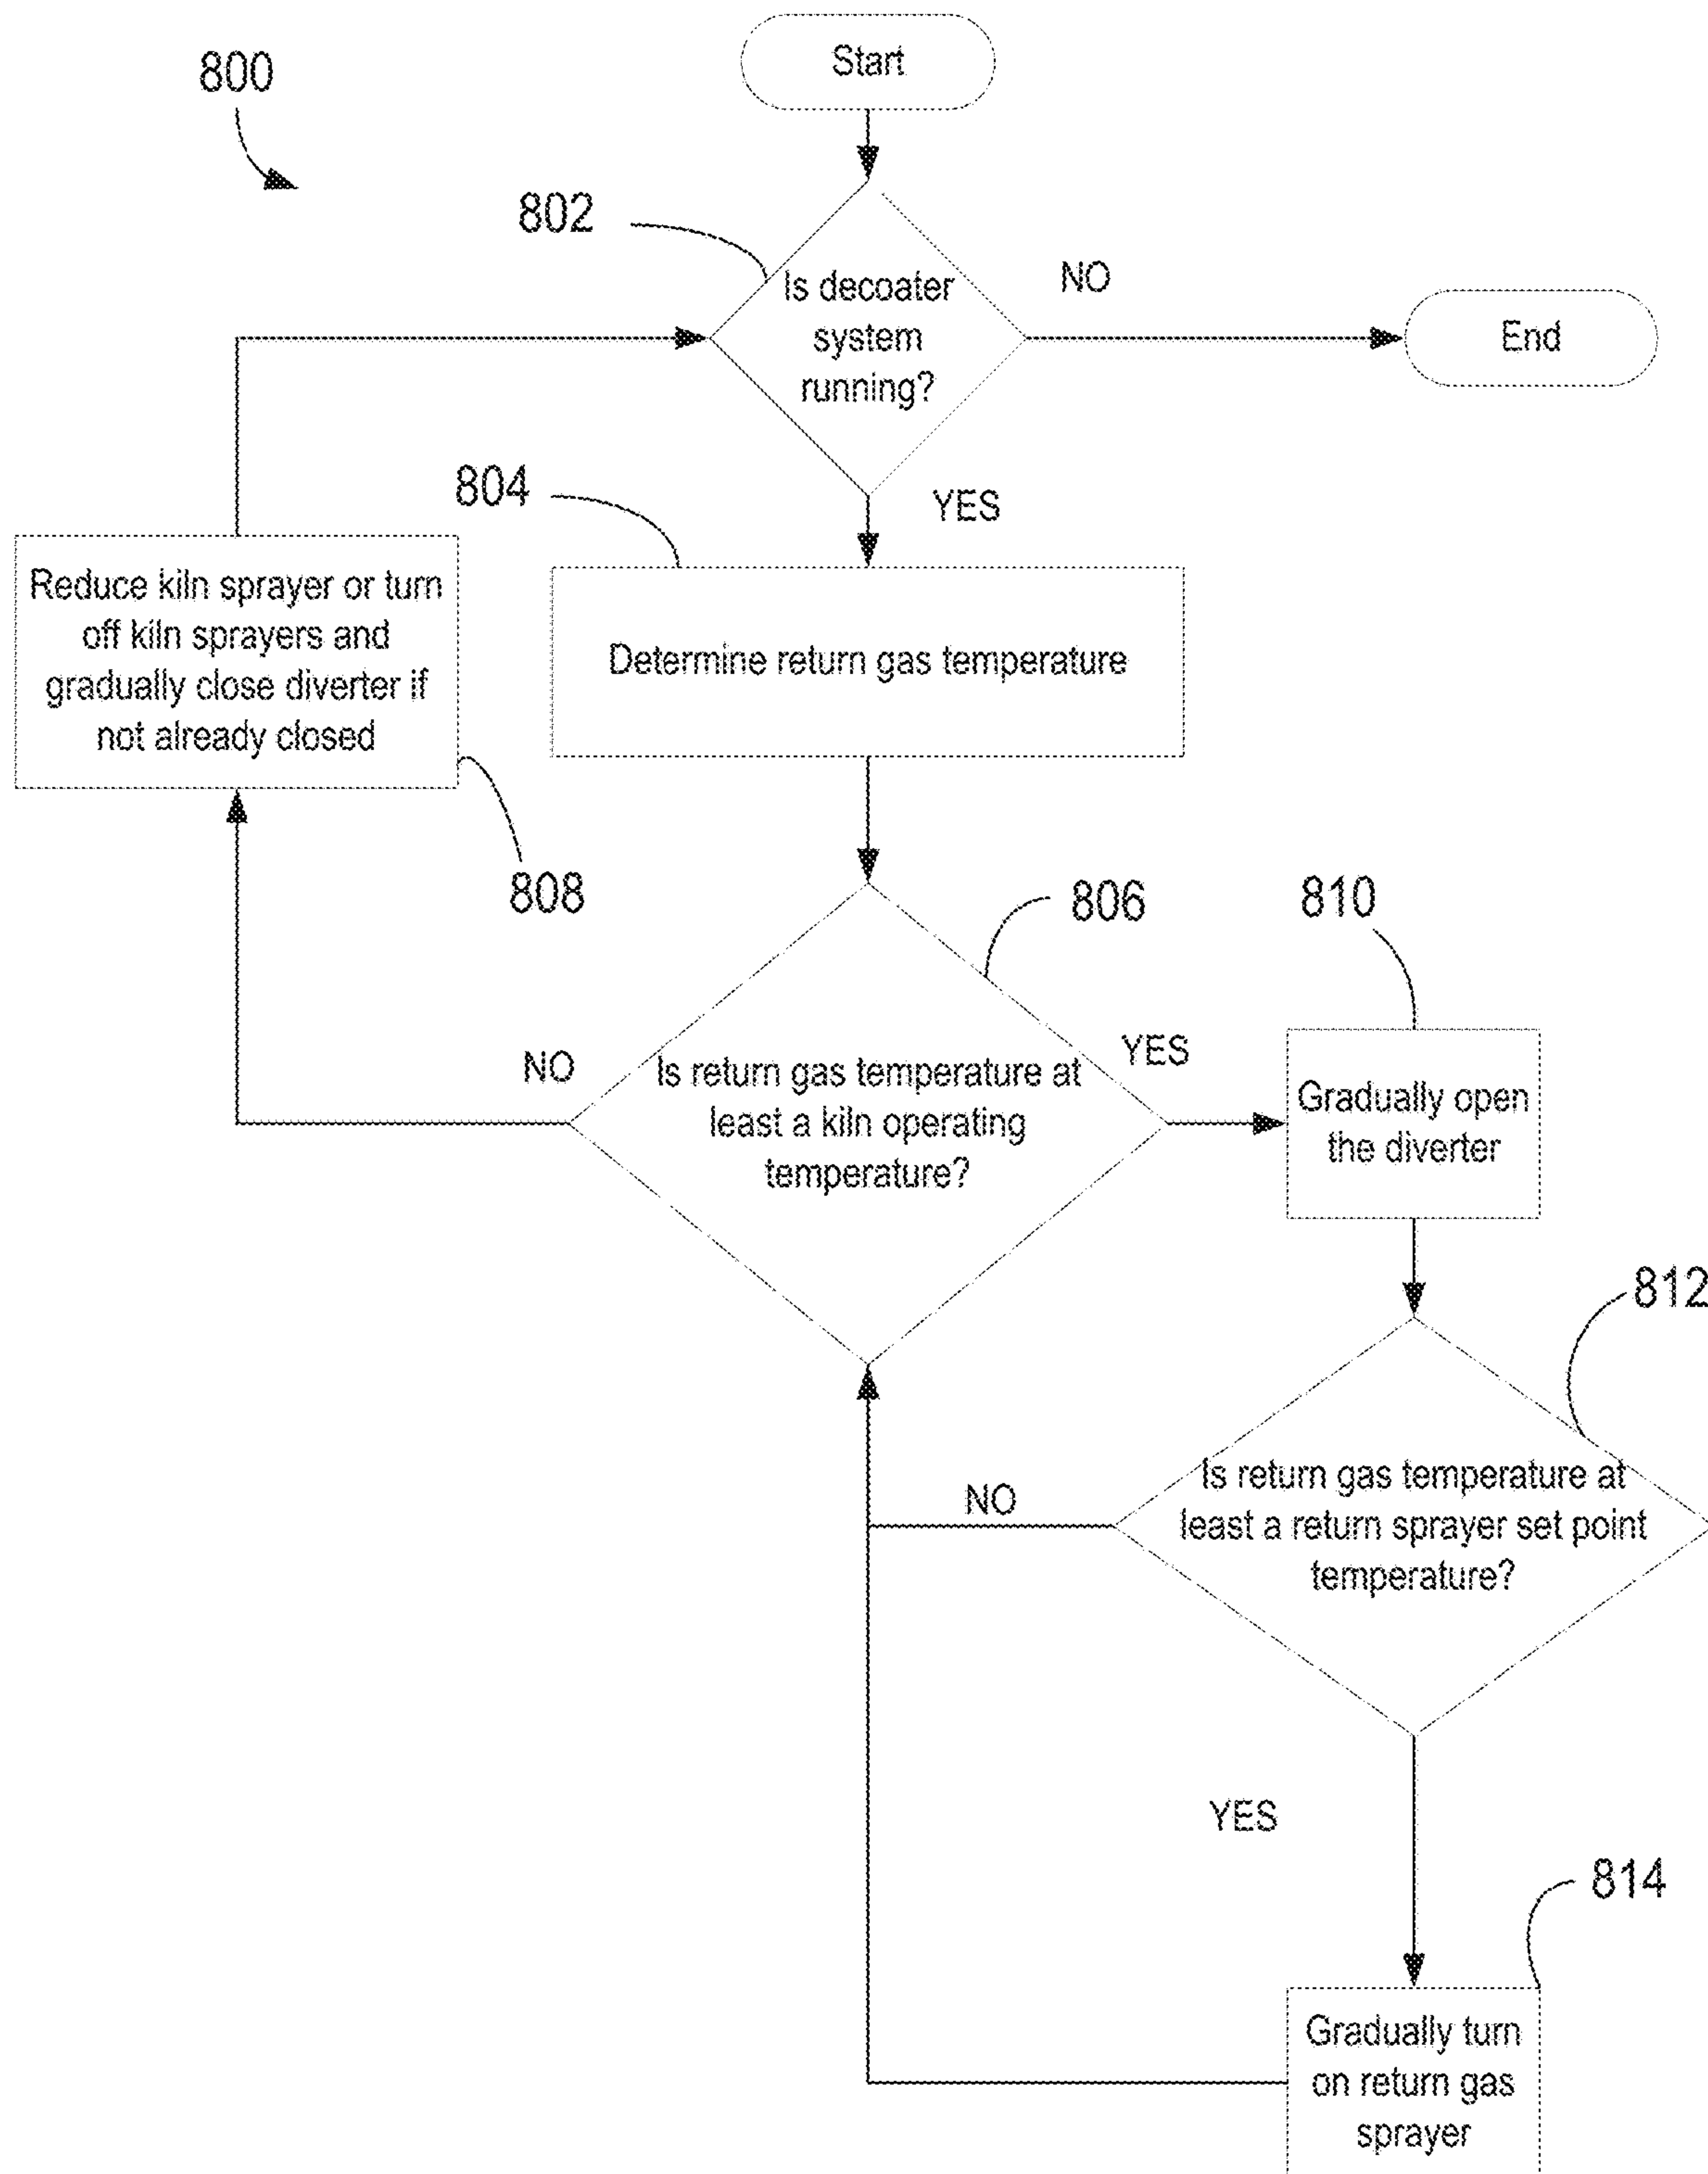 Start
800
802
Is decoater
system
running?
NO
End
804
YES
Reduce kiln sprayer or turn
off kiln sprayers and
gradually close diverter if
not already closed
Determine return gas temperature
808
806
810
NO
Is return gas temperature at
least a kiln operating
temperature?
YES
Gradually open
the diverter
812
NO
Is return gas temperature at
least a return sprayer set point
temperature?
YES
814
Gradually turn
on return gas
sprayer